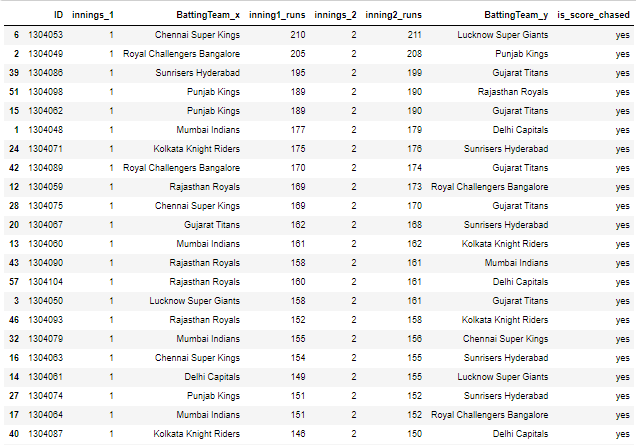 ID innings_1 BattingTeam_x inning1_runs innings_2 inning2_runs BattingTeam_y is_score_chased
6 1304053 1 Chennai Super Kings 210 2 211 Lucknow Super Giants yes
2 1304049 1 Royal Challengers Bangalore 205 2 208 Punjab Kings yes
39 1304086 1 Sunrisers Hyderabad 195 2 199 Gujarat Titans yes
51 1304098 1 Punjab Kings 189 2 190 Rajasthan Royals yes
15 1304062 1 Punjab Kings 189 2 190 Gujarat Titans yes
1 1304048 1 Mumbai Indians 177 2 179 Delhi Capitals yes
24 1304071 1 Kolkata Knight Riders 175 2 176 Sunrisers Hyderabad yes
42 1304089 1 Royal Challengers Bangalore 170 2 174 Gujarat Titans yes
12 1304059 1 Rajasthan Royals 169 2 173 Royal Challengers Bangalore yes
28 1304075 1 Chennai Super Kings 169 2 170 Gujarat Titans yes
20 1304067 1 Gujarat Titans 162 2 168 Sunrisers Hyderabad yes
13 1304060 1 Mumbai Indians 161 2 162 Kolkata Knight Riders yes
43 1304090 1 Rajasthan Royals 158 2 161 Mumbai Indians yes
57 1304104 1 Rajasthan Royals 160 2 161 Delhi Capitals yes
3 1304050 1 Lucknow Super Giants 158 2 161 Gujarat Titans yes
46 1304093 1 Rajasthan Royals 152 2 158 Kolkata Knight Riders yes
32 1304079 1 Mumbai Indians 155 2 156 Chennai Super Kings yes
16 1304063 1 Chennai Super Kings 154 2 155 Sunrisers Hyderabad yes
14 1304061 1 Delhi Capitals 149 2 155 Lucknow Super Giants yes
27 1304074 1 Punjab Kings 151 2 152 Sunrisers Hyderabad yes
17 1304064 1 Mumbai Indians 151 2 152 Royal Challengers Bangalore yes
40 1304087 1 Kolkata Knight Riders 146 2 150 Delhi Capitals yes